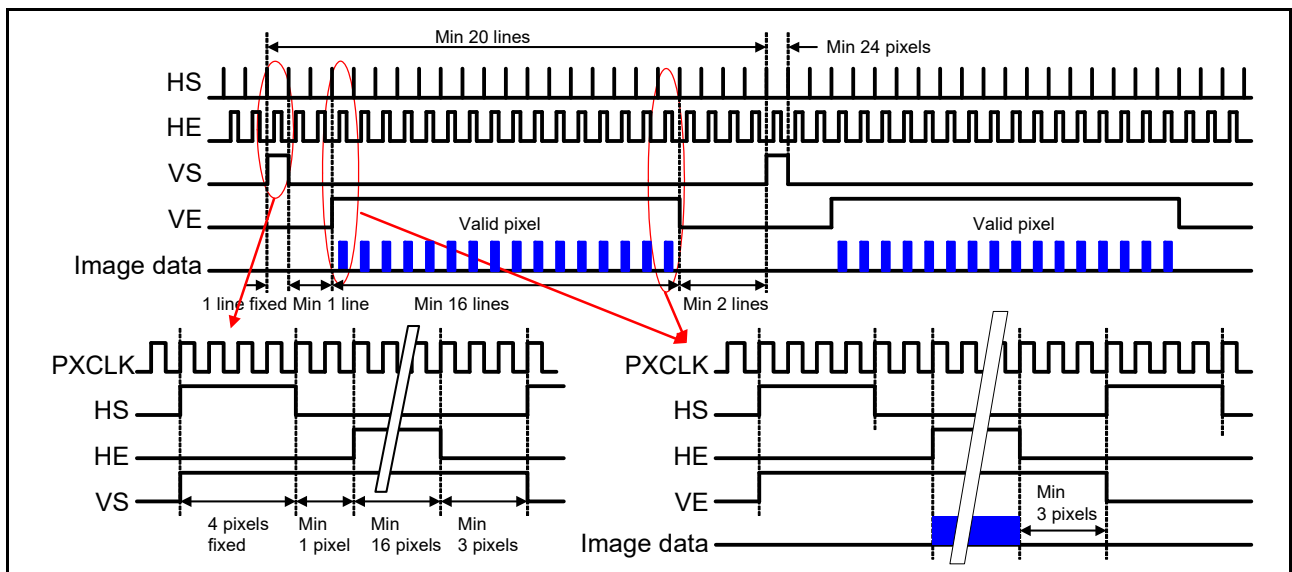 Min 20 lines
Min 24 pixels
HS
HE
VS
VE
Valid pixel
Valid pixel
Image data
1 line fixed
Min 1 line
Min 16 lines
Min 2 lines
PXCLK
HS
HE
VS
4 pixels
fixed
Min
1 pixel
Min
16 pixels
Min
3 pixels
PXCLK
HS
HE
VE
Min
3 pixels
Image data